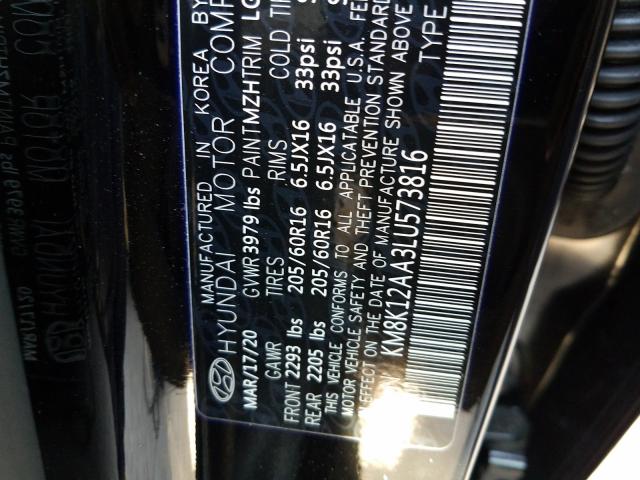 MANUFACTURED IN KOREA BY
HYUNDAI MOTOR COMP
MAR/17/20 GVWR 3979 lbs PAINT MZH TRIM LG
GAWR TIRES RIMS COLD TIR
FRONT 2293 lbs 205/60R16 6.5JX16 33psi
REAR 2205 lbs 205/60R16 6.5JX16 33psi
THIS VEHICLE CONFORMS TO ALL APPLICABLE U.S.A. FE
MOTOR VEHICLE SAFETY AND THEFT PREVENTION STANDARD
IN EFFECT ON THE DATE OF MANUFACTURE SHOWN ABOVE
KM8K12AA3LU573816 TYPE